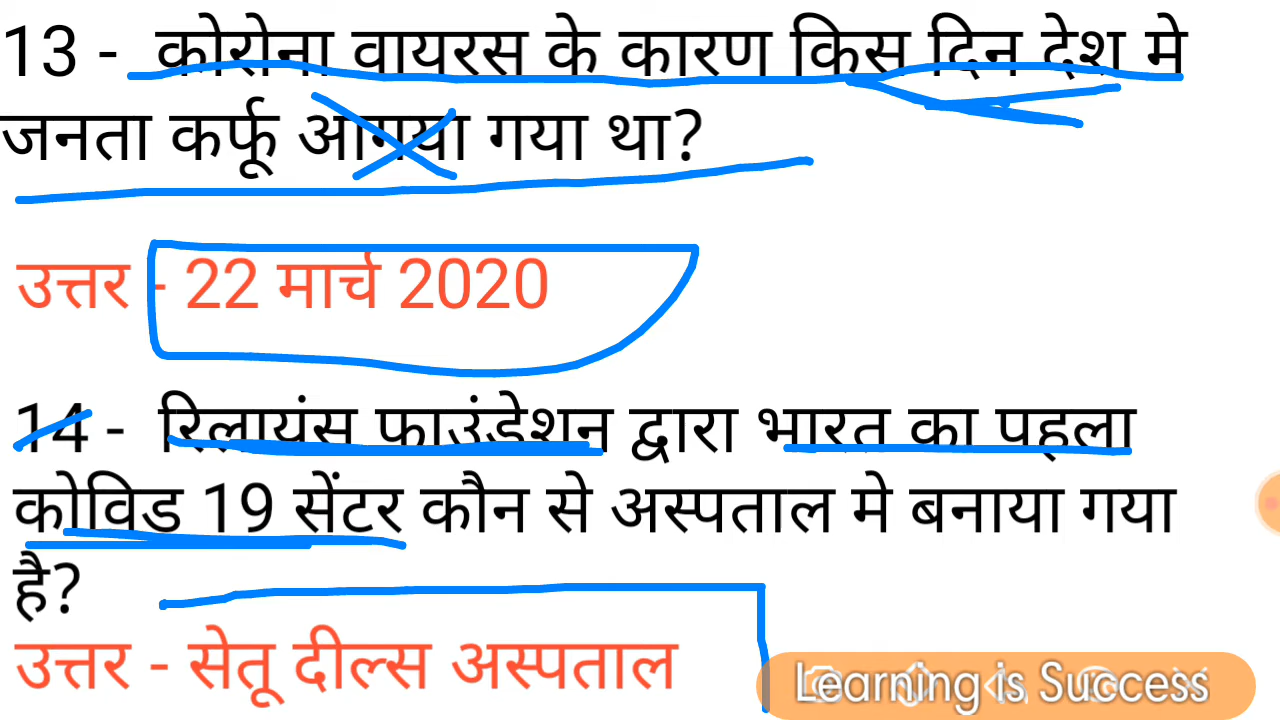 13 - कोरोना वायरस के कारण किस दिन देश मे
जनता कर्फू आगया गया था?
उत्तर - 22 मार्च 2020
14 - रिलायंस फाउंडेशन द्वारा भारत का पहला
कोविड 19 सेंटर कौन से अस्पताल मे बनाया गया
है?
उत्तर - सेतू दील्स अस्पताल
Learning is Success